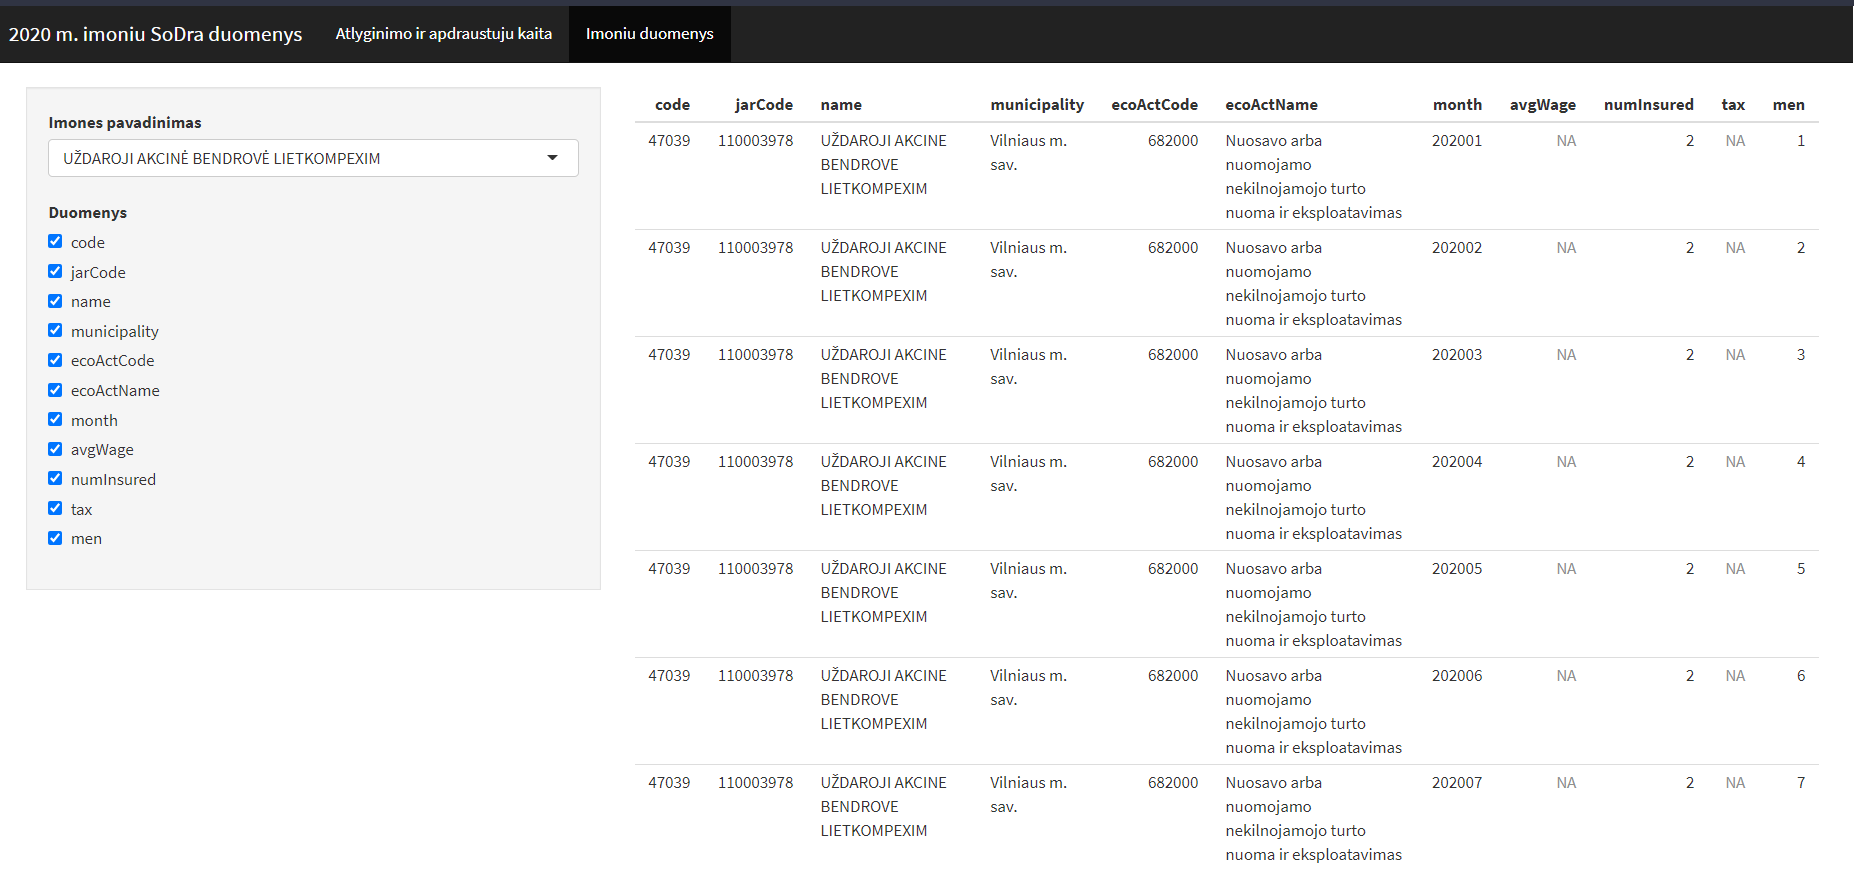 2020 m. imoniu SoDra duomenys Atlyginimo ir apdraustuju kaita Imoniu duomenys
Imones pavadinimas
UŽDAROJI AKCINĖ BENDROVĖ LIETKOMPEXIM
Duomenys
code
jarCode
name
municipality
ecoActCode
ecoActName
month
avgWage
numInsured
tax
men
code jarCode name municipality ecoActCode ecoActName month avgWage numInsured tax men
47039 110003978 UŽDAROJI AKCINE Vilniaus m. 682000 Nuosavo arba 202001 NA 2 NA 1
BENDROVE sav. nuomojamo
LIETKOMPEXIM nekilnojamojo turto
nuoma ir eksploatavimas
47039 110003978 UŽDAROJI AKCINE Vilniaus m. 682000 Nuosavo arba 202002 NA 2 NA 2
BENDROVE sav. nuomojamo
LIETKOMPEXIM nekilnojamojo turto
nuoma ir eksploatavimas
47039 110003978 UŽDAROJI AKCINE Vilniaus m. 682000 Nuosavo arba 202003 NA 2 NA 3
BENDROVE sav. nuomojamo
LIETKOMPEXIM nekilnojamojo turto
nuoma ir eksploatavimas
47039 110003978 UŽDAROJI AKCINE Vilniaus m. 682000 Nuosavo arba 202004 NA 2 NA 4
BENDROVE sav. nuomojamo
LIETKOMPEXIM nekilnojamojo turto
nuoma ir eksploatavimas
47039 110003978 UŽDAROJI AKCINE Vilniaus m. 682000 Nuosavo arba 202005 NA 2 NA 5
BENDROVE sav. nuomojamo
LIETKOMPEXIM nekilnojamojo turto
nuoma ir eksploatavimas
47039 110003978 UŽDAROJI AKCINE Vilniaus m. 682000 Nuosavo arba 202006 NA 2 NA 6
BENDROVE sav. nuomojamo
LIETKOMPEXIM nekilnojamojo turto
nuoma ir eksploatavimas
47039 110003978 UŽDAROJI AKCINE Vilniaus m. 682000 Nuosavo arba 202007 NA 2 NA 7
BENDROVE sav. nuomojamo
LIETKOMPEXIM nekilnojamojo turto
nuoma ir eksploatavimas